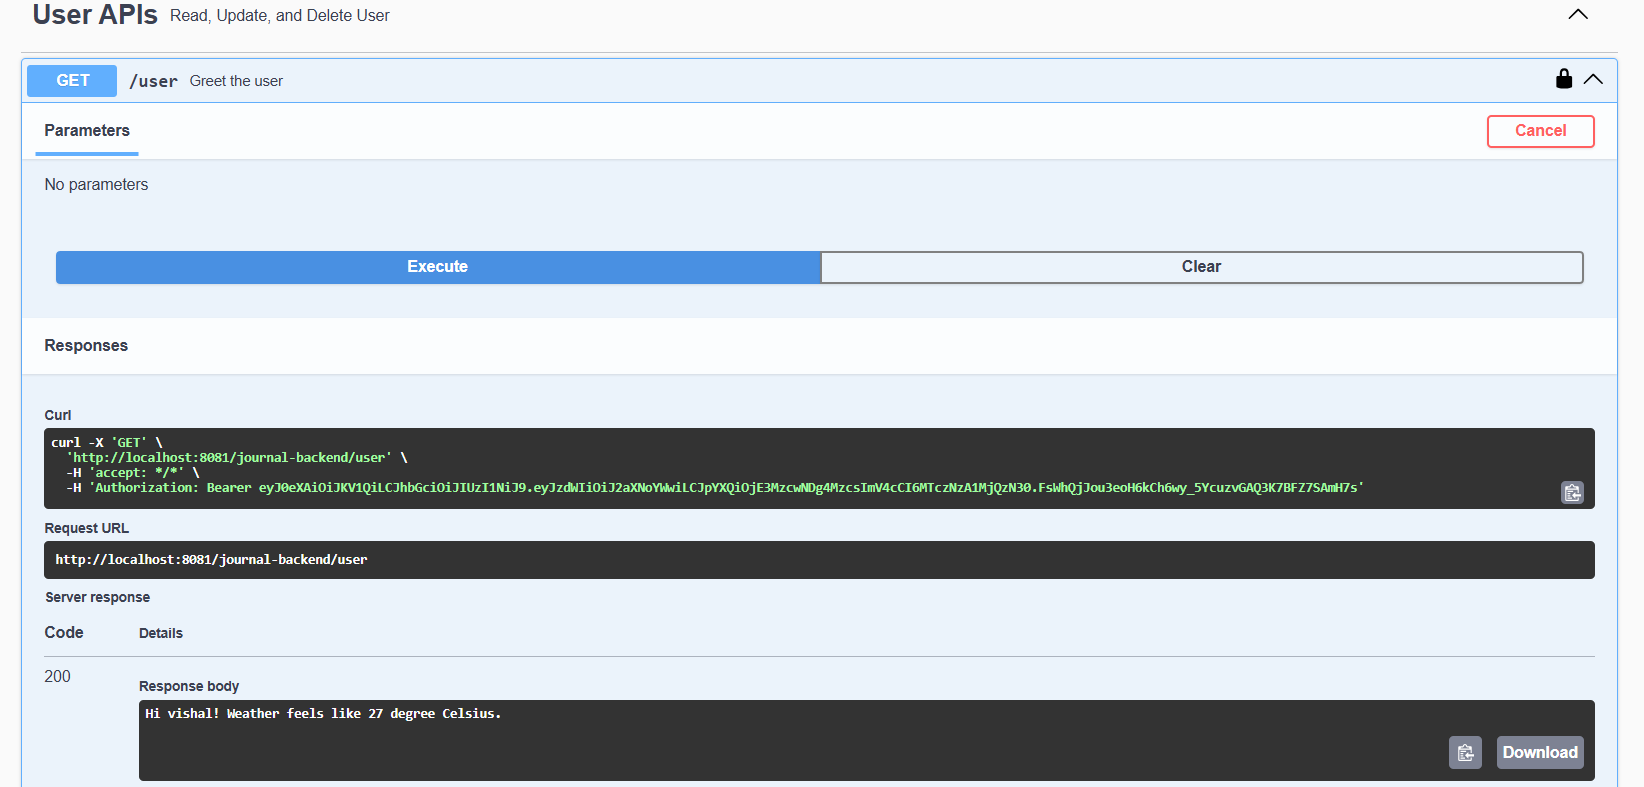 User APIs Read, Update, and Delete User
GET /user Greet the user
Parameters
Cancel
No parameters
Execute
Clear
Responses
Curl
curl -X 'GET' \
'http://localhost:8081/journal-backend/user' \
-H 'accept: */*' \
-H 'Authorization: Bearer eyJ0eXAiOiJKV1QiLCJhbGciOiJIUzI1NiJ9.eyJzdWIiOiJ2aXNoYWwiLCJpYXQiOjE3MzcwNDg4MzcsImV4cCI6MTczNzA1MjQzN30.FsWhQjJou3eoH6kCh6wy_5YcuzvGAQ3K7BFZ7SAmH7s'
Request URL
http://localhost:8081/journal-backend/user
Server response
Code Details
200
Response body
Hi vishal! Weather feels like 27 degree Celsius.
Download